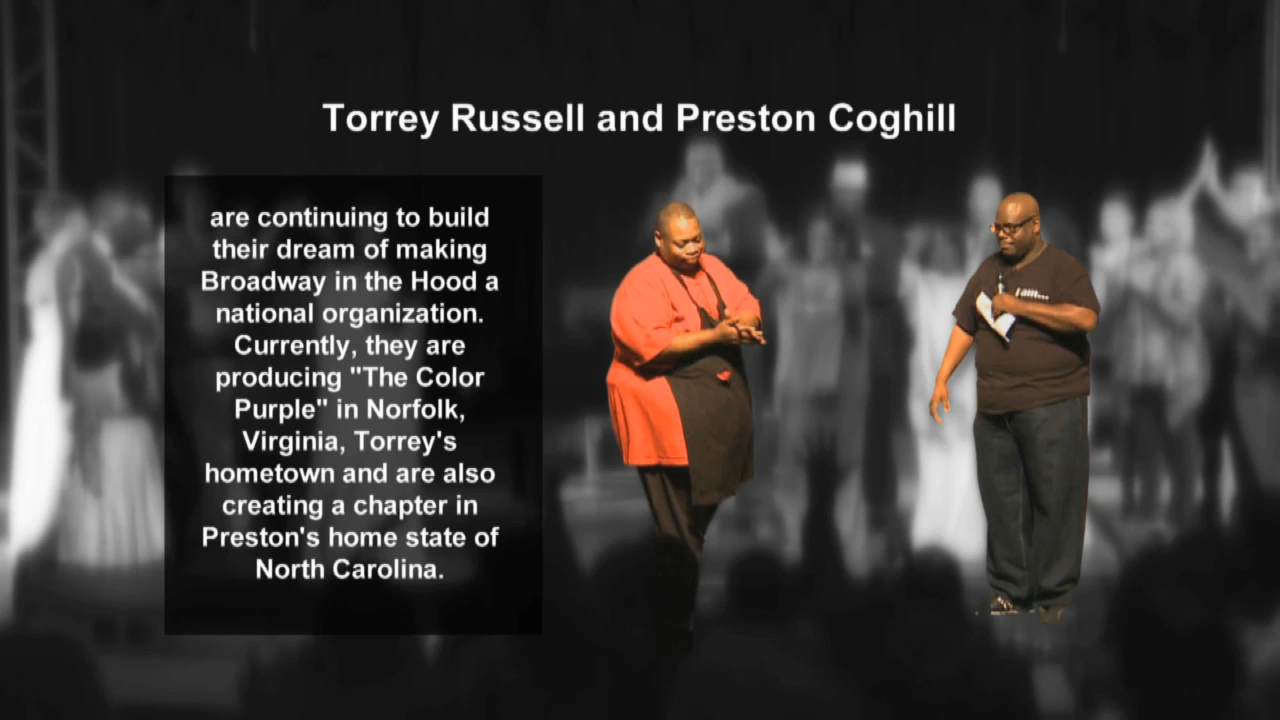 Torrey Russell and Preston Coghill
are continuing to build
their dream of making
Broadway in the Hood a
national organization.
Currently, they are
producing "The Color
Purple" in Norfolk,
Virginia, Torrey's
hometown and are also
creating a chapter in
Preston's home state of
North Carolina.
I am...